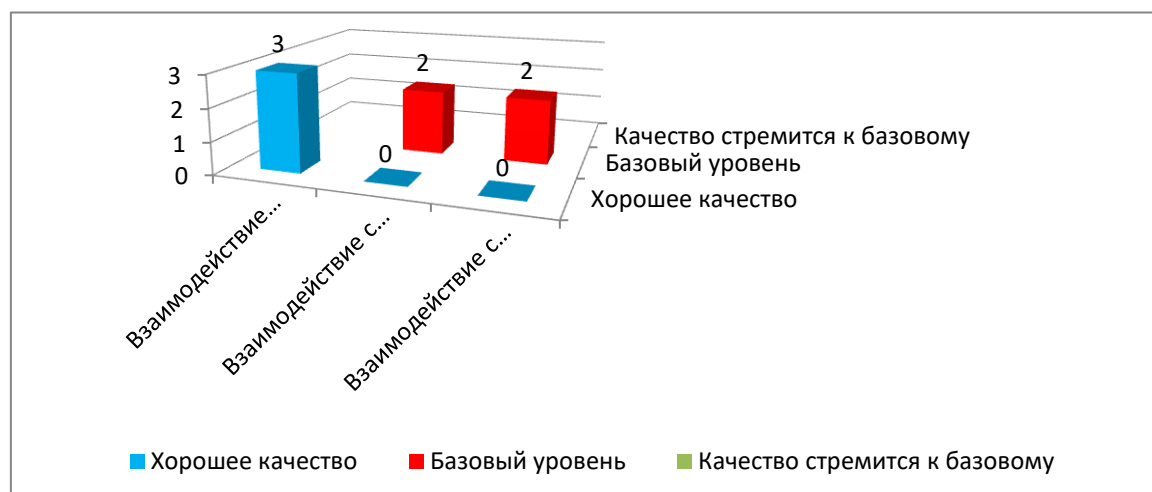 3
2
2
0
0
3
2
1
0
Качество стремится к базовому
Базовый уровень
Хорошее качество
Взаимодействие...
Взаимодействие с...
Взаимодействие с...
Хорошее качество
Базовый уровень
Качество стремится к базовому